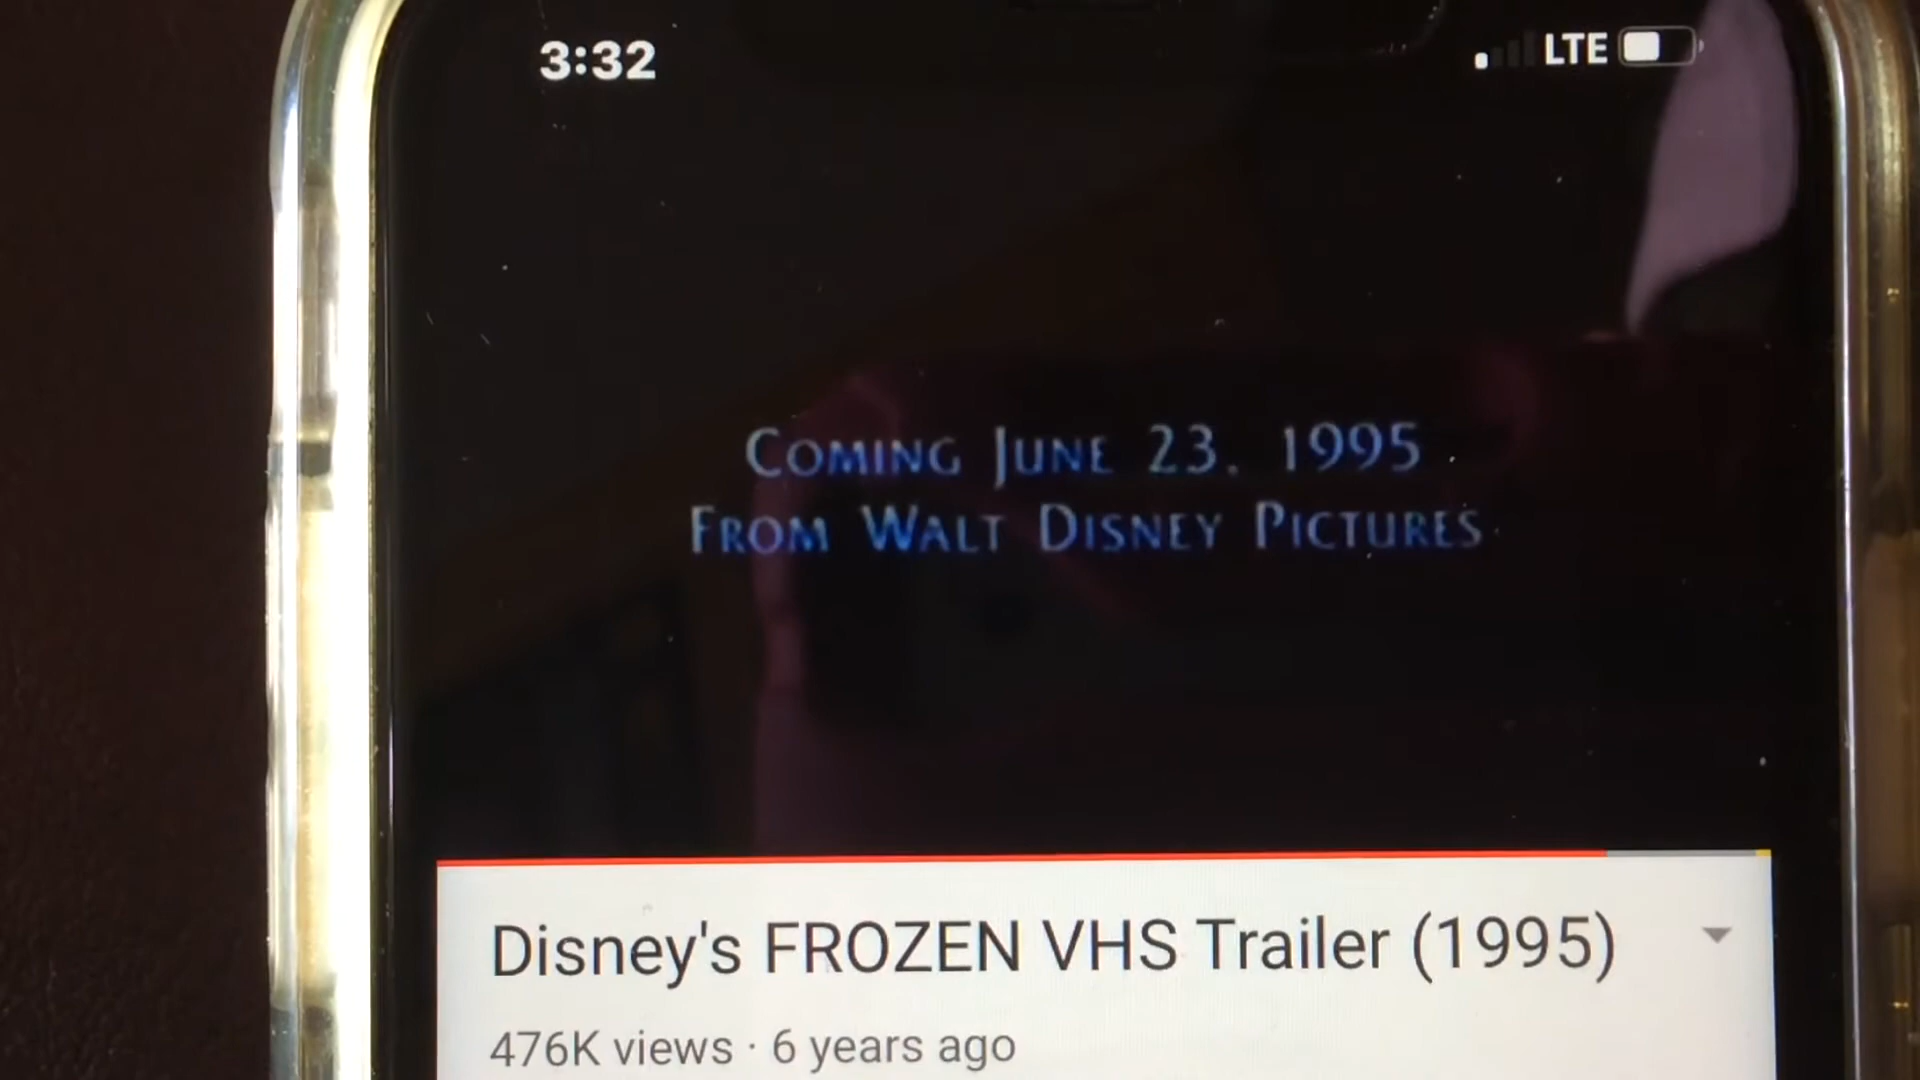 3:32 LTE
Coming June 23, 1995
From Walt Disney Pictures
Disney's FROZEN VHS Trailer (1995)
476K views · 6 years ago